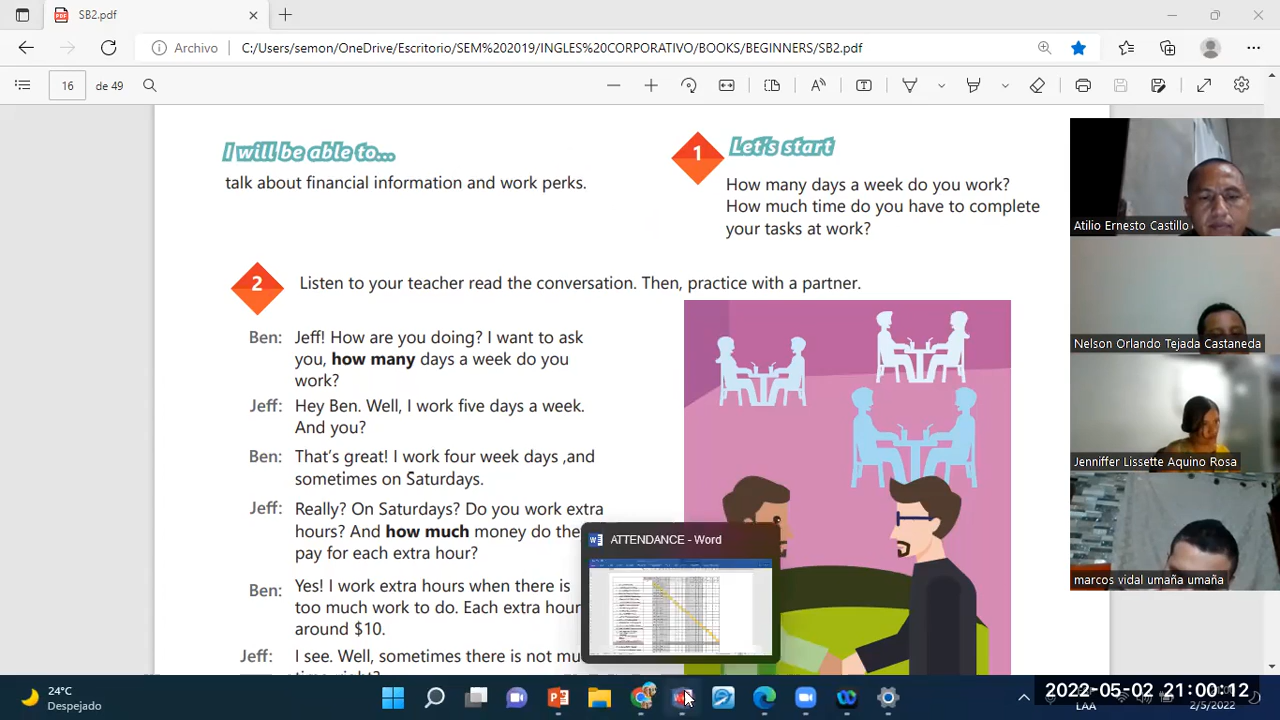 SB2.pdf
Archivo
C:/Users/semon/OneDrive/Escritorio/SEM%202019/INGLES%20CORPORATIVO/BOOKS/BEGINNERS/SB2.pdf
16 de 49
I will be able to...
talk about financial information and work perks.
1
Let's start
How many days a week do you work?
How much time do you have to complete
your tasks at work?
2
Listen to your teacher read the conversation. Then, practice with a partner.
Ben: Jeff! How are you doing? I want to ask
you, how many days a week do you
work?
Jeff: Hey Ben. Well, I work five days a week.
And you?
Ben: That's great! I work four week days ,and
sometimes on Saturdays.
Jeff: Really? On Saturdays? Do you work extra
hours? And how much money do the
pay for each extra hour?
Ben: Yes! I work extra hours when there is
too much work to do. Each extra hour
around $10.
Jeff: I see. Well, sometimes there is not mu
ATTENDANCE - Word
Atilio Ernesto Castillo
Nelson Orlando Tejada Castaneda
Jenniffer Lissette Aquino Rosa
marcos vidal umaña umaña
24°C
Despejado
2022-05-02 21:00:12
LAA
2/5/2022